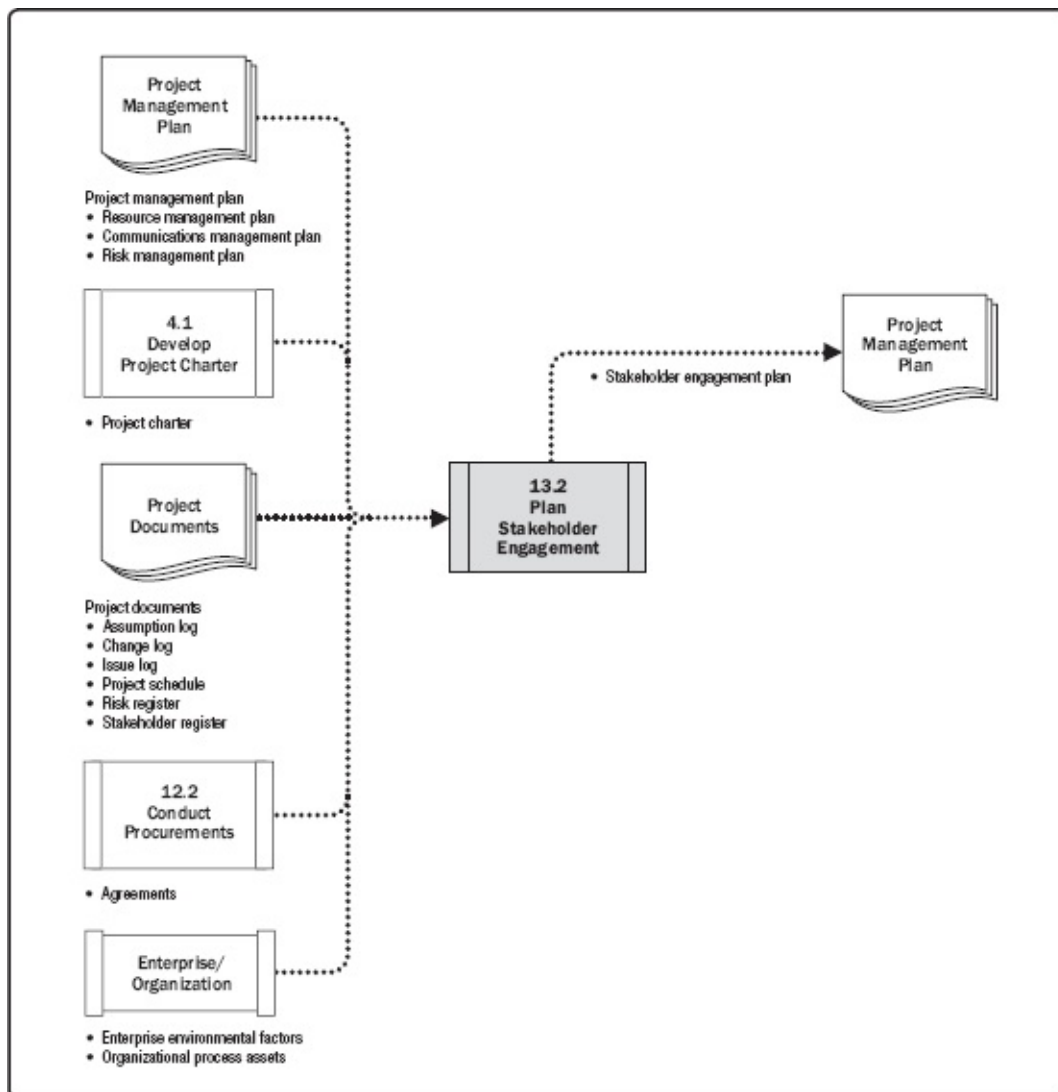 Project
Management
Plan
Project management plan
• Resource management plan
• Communications management plan
• Risk management plan
4.1
Develop
Project Charter
• Project charter
Project
Documents
Project documents
• Assumption log
• Change log
• Issue log
• Project schedule
• Risk register
• Stakeholder register
12.2
Conduct
Procurements
• Agreements
Enterprise/
Organization
• Enterprise environmental factors
• Organizational process assets
13.2
Plan
Stakeholder
Engagement
• Stakeholder engagement plan
Project
Management
Plan